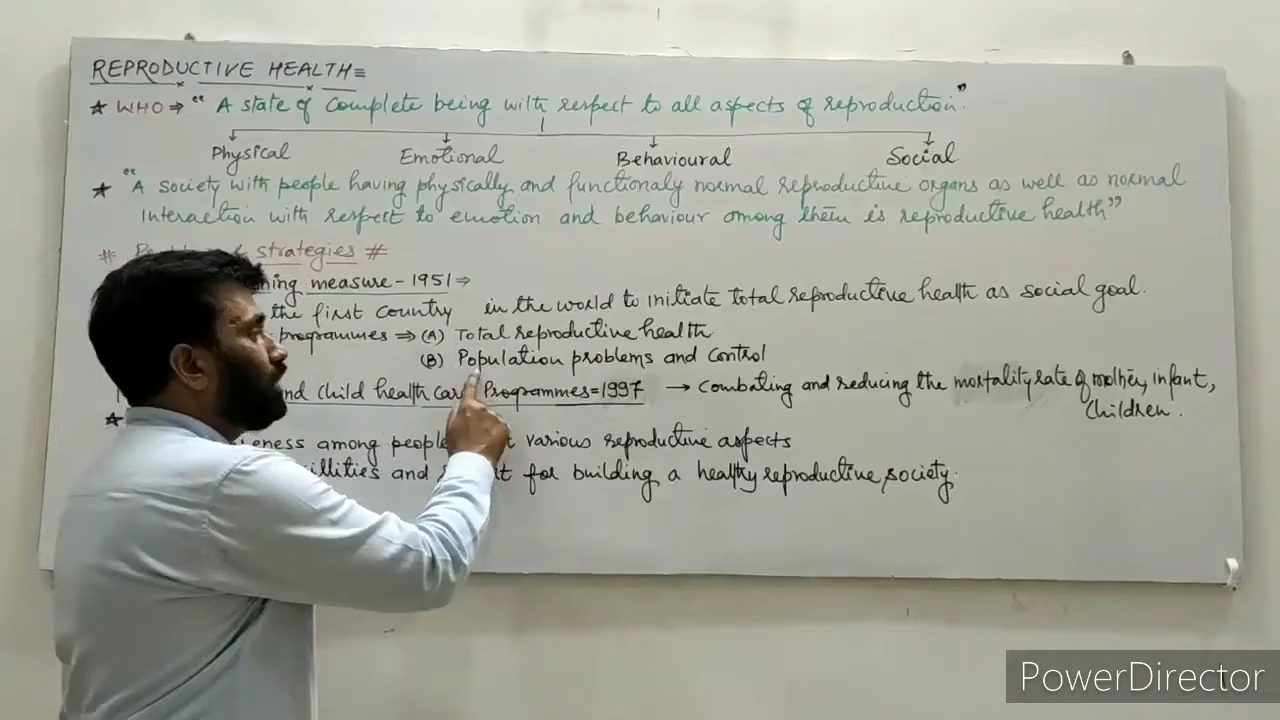 REPRODUCTIVE HEALTH=
★ WHO ⇒ “ A state of complete being with respect to all aspects of reproduction”
Physical Emotional Behavioural Social
★ “A society with people having physically and functionaly normal reproductive organs as well as normal
Interaction with respect to emotion and behaviour among them is reproductive health”
# strategies #
measure - 1951 ⇒
the first country in the world to initiate total reproductive health as social goal.
programmes ⇒ (A) Total reproductive health
(B) Population problems and control
nd child health care Programmes = 1997 → Combating and reducing the mortality rate of mother, infant,
Children.
★
among people various reproductive aspects
and for building a healthy reproductive society.
PowerDirector